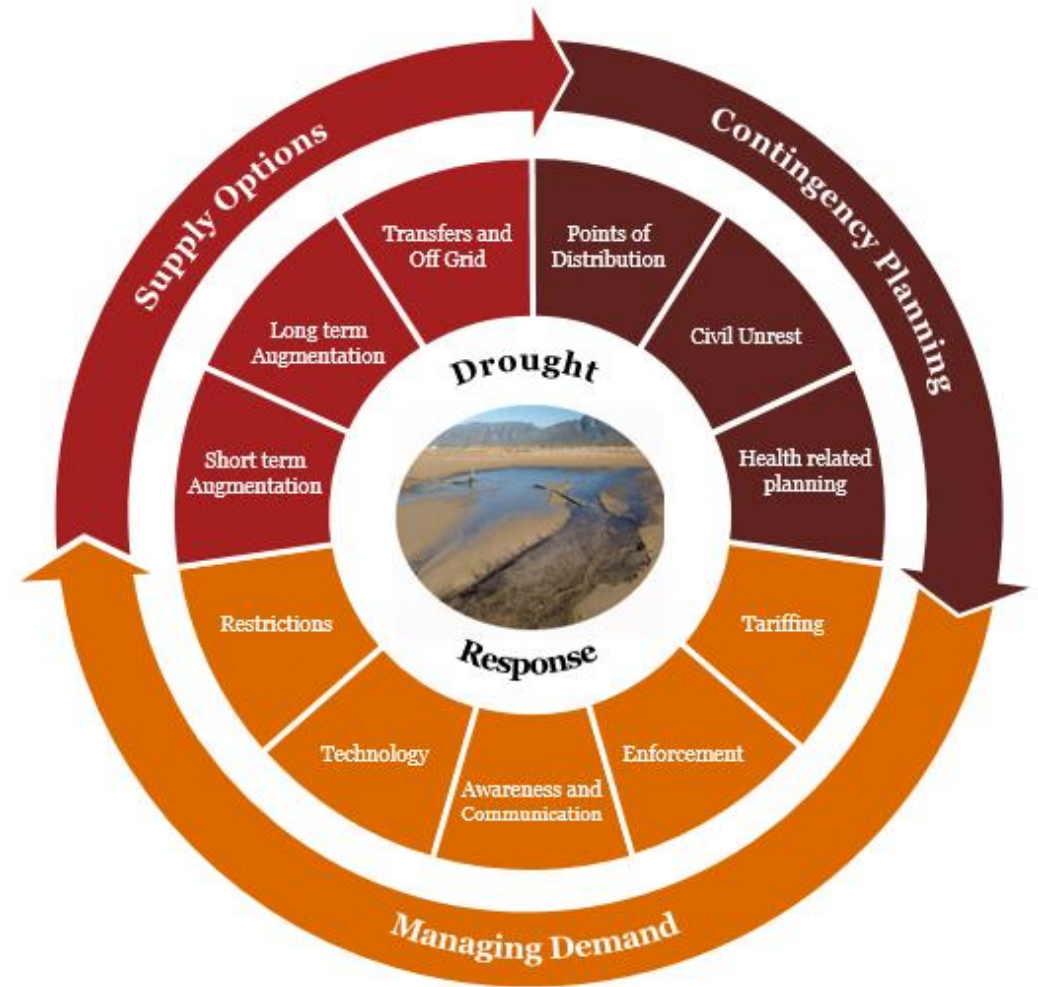 Supply Options
Contingency Planning
Managing Demand
Drought
Response
Transfers and
Off Grid
Points of
Distribution
Civil Unrest
Health related
planning
Tariffing
Enforcement
Awareness and
Communication
Technology
Restrictions
Short term
Augmentation
Long term
Augmentation